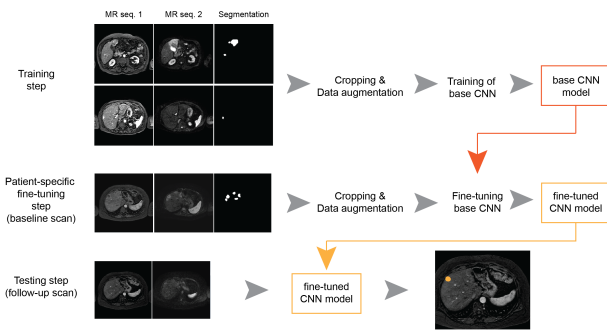 MR seq. 1 MR seq. 2 Segmentation
Training
step
Cropping &
Data augmentation
Training of
base CNN
base CNN
model
Patient-specific
fine-tuning
step
(baseline scan)
Cropping &
Data augmentation
Fine-tuning
base CNN
fine-tuned
CNN model
Testing step
(follow-up scan)
fine-tuned
CNN model